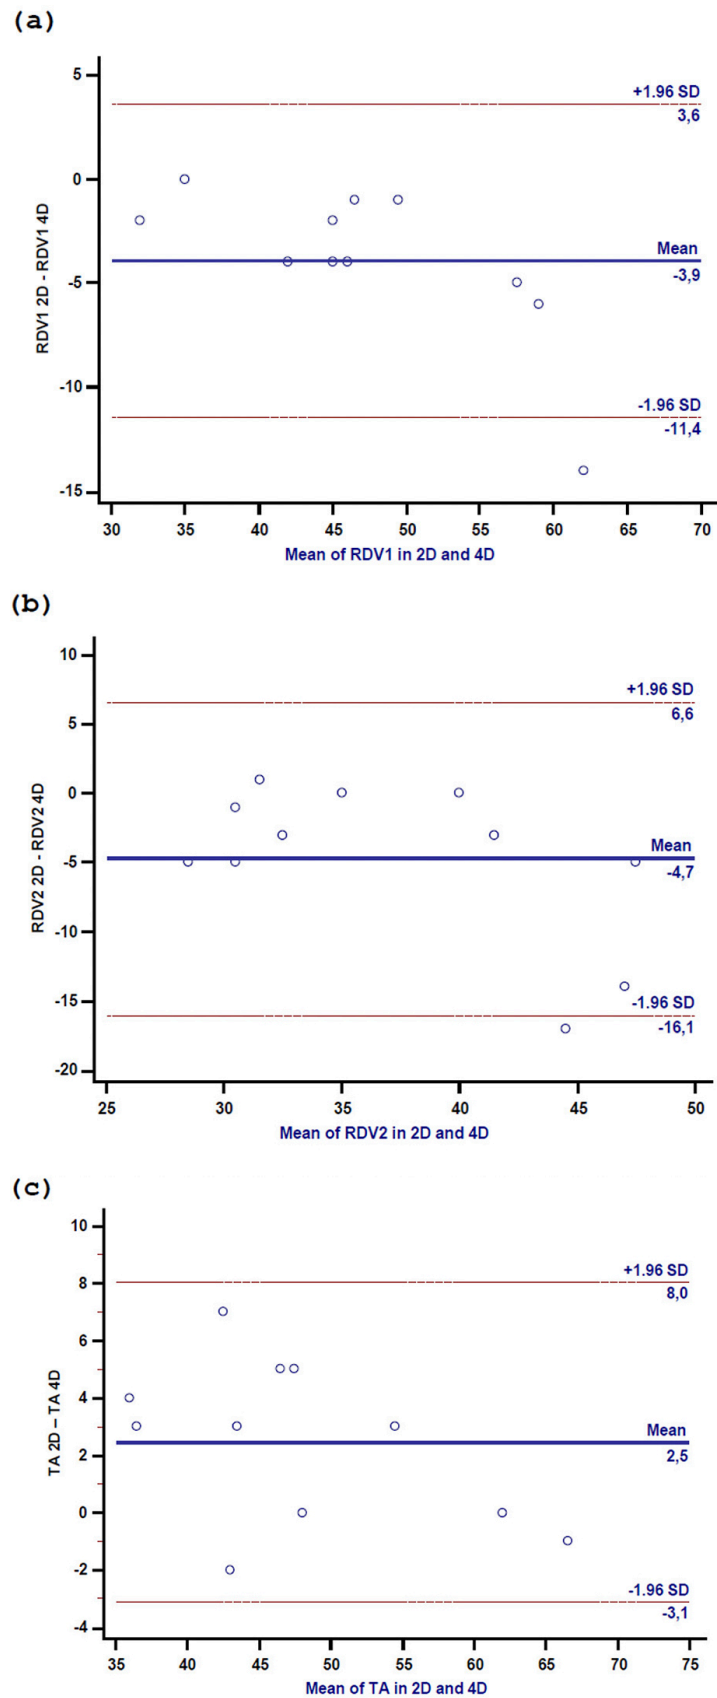 (a)
5
0
-5
-10
-15
RDV1 2D - RDV1 4D
+1.96 SD
3,6
Mean
-3,9
-1.96 SD
-11,4
30 35 40 45 50 55 60 65 70
Mean of RDV1 in 2D and 4D
(b)
10
5
0
-5
-10
-15
-20
RDV2 2D - RDV2 4D
+1.96 SD
6,6
Mean
-4,7
-1.96 SD
-16,1
25 30 35 40 45 50
Mean of RDV2 in 2D and 4D
(c)
10
8
6
4
2
0
-2
-4
TA 2D – TA 4D
+1.96 SD
8,0
Mean
2,5
-1.96 SD
-3,1
35 40 45 50 55 60 65 70 75
Mean of TA in 2D and 4D